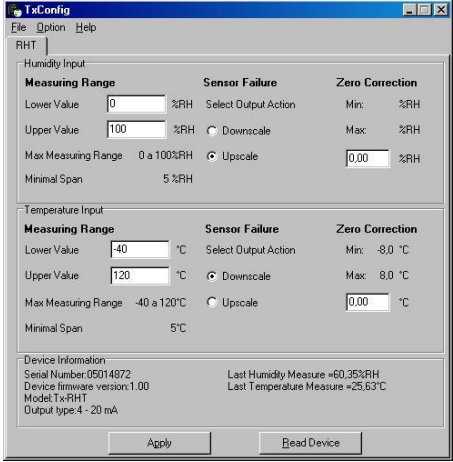 TxConfig
File Option Help
RHT
Humidity Input
Measuring Range Sensor Failure Zero Correction
Lower Value 0 %RH Select Output Action Min: %RH
Upper Value 100 %RH Downscale Max: %RH
Max Measuring Range 0 a 100%RH Upscale 0,00 %RH
Minimal Span 5 %RH
Temperature Input
Measuring Range Sensor Failure Zero Correction
Lower Value -40 °C Select Output Action Min: -8,0 °C
Upper Value 120 °C Downscale Max: 8,0 °C
Max Measuring Range -40 a 120°C Upscale 0,00 °C
Minimal Span 5°C
Device Information
Serial Number:05014872 Last Humidity Measure =60,35%RH
Device firmware version:1.00 Last Temperature Measure =25,63°C
Model:Tx-RHT
Output type:4 - 20 mA
Apply Read Device